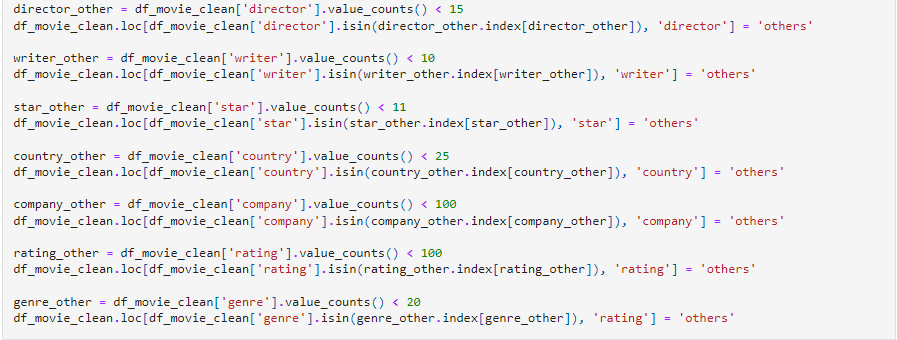 director_other = df_movie_clean['director'].value_counts() < 15
df_movie_clean.loc[df_movie_clean['director'].isin(director_other.index[director_other]), 'director'] = 'others'
writer_other = df_movie_clean['writer'].value_counts() < 10
df_movie_clean.loc[df_movie_clean['writer'].isin(writer_other.index[writer_other]), 'writer'] = 'others'
star_other = df_movie_clean['star'].value_counts() < 11
df_movie_clean.loc[df_movie_clean['star'].isin(star_other.index[star_other]), 'star'] = 'others'
country_other = df_movie_clean['country'].value_counts() < 25
df_movie_clean.loc[df_movie_clean['country'].isin(country_other.index[country_other]), 'country'] = 'others'
company_other = df_movie_clean['company'].value_counts() < 100
df_movie_clean.loc[df_movie_clean['company'].isin(company_other.index[company_other]), 'company'] = 'others'
rating_other = df_movie_clean['rating'].value_counts() < 100
df_movie_clean.loc[df_movie_clean['rating'].isin(rating_other.index[rating_other]), 'rating'] = 'others'
genre_other = df_movie_clean['genre'].value_counts() < 20
df_movie_clean.loc[df_movie_clean['genre'].isin(genre_other.index[genre_other]), 'rating'] = 'others'